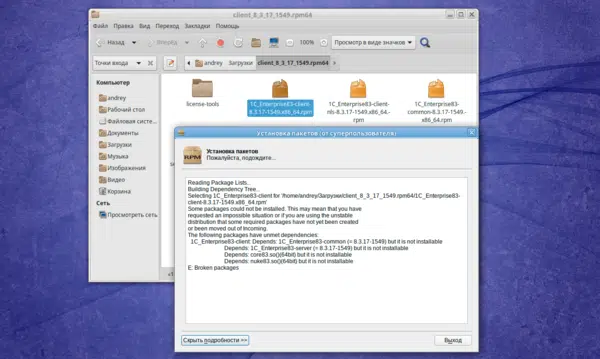 client_8_3_17_1549.rpm64
Файл Правка Вид Переход Закладки Помощь
Назад Вперёд 100% Просмотр в виде значков
Точки входа andrey Загрузки client_8_3_17_1549.rpm64
Компьютер
andrey
Рабочий стол
Файловая систе...
Документы
Загрузки
Музыка
Изображения
Видео
Корзина
Сеть
Просмотреть сеть
license-tools
1C_Enterprise83-client-
8.3.17-1549.x86_64.rpm
1C_Enterprise83-client-
nls-8.3.17-1549.x86_64.-
rpm
1C_Enterprise83-
common-8.3.17-1549.-
x86_64.rpm
Установка пакетов (от суперпользователя)
RPM
Установка пакетов
Пожалуйста, подождите...
Reading Package Lists...
Building Dependency Tree...
Selecting 1C_Enterprise83-client for '/home/andrey/Загрузки/client_8_3_17_1549.rpm64/1C_Enterprise83-
client-8.3.17-1549.x86_64.rpm'
Some packages could not be installed. This may mean that you have
requested an impossible situation or if you are using the unstable
distribution that some required packages have not yet been created
or been moved out of Incoming.
The following packages have unmet dependencies:
1C_Enterprise83-client: Depends: 1C_Enterprise83-common (= 8.3.17-1549) but it is not installable
Depends: 1C_Enterprise83-server (= 8.3.17-1549) but it is not installable
Depends: core83.so()(64bit) but it is not installable
Depends: nuke83.so()(64bit) but it is not installable
E: Broken packages
Скрыть подробности <<
Выход